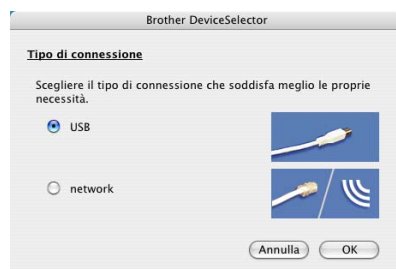 Brother DeviceSelector
Tipo di connessione
Scegliere il tipo di connessione che soddisfa meglio le proprie
necessità.
USB
network
Annulla OK